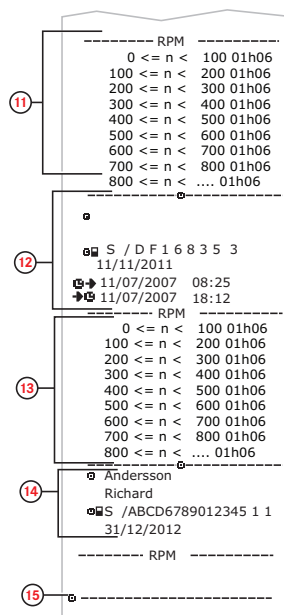 ---------- RPM ----------
0 <= n < 100 01h06
100 <= n < 200 01h06
200 <= n < 300 01h06
300 <= n < 400 01h06
400 <= n < 500 01h06
500 <= n < 600 01h06
600 <= n < 700 01h06
700 <= n < 800 01h06
800 <= n < .... 01h06
11
S / D F 1 6 8 3 5 3
11/11/2011
11/07/2007 08:25
11/07/2007 18:12
12
---------- RPM ----------
0 <= n < 100 01h06
100 <= n < 200 01h06
200 <= n < 300 01h06
300 <= n < 400 01h06
400 <= n < 500 01h06
500 <= n < 600 01h06
600 <= n < 700 01h06
700 <= n < 800 01h06
800 <= n < .... 01h06
13
Andersson
Richard
S /ABCD6789012345 1 1
31/12/2012
14
---------- RPM ----------
15